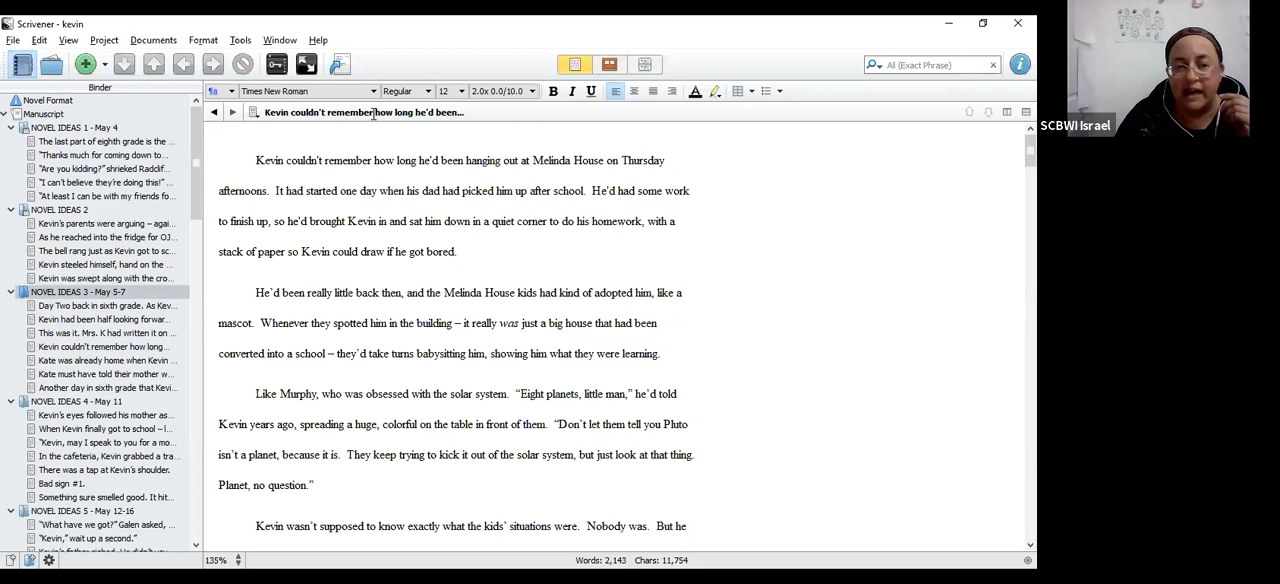 Scrivener - kevin
File Edit View Project Documents Format Tools Window Help
All (Exact Phrase)
Binder
Times New Roman Regular 12 2.0x 0.0/10.0 B I U A
Kevin couldn't remember how long he'd been...
Novel Format
Manuscript
NOVEL IDEAS 1 - May 4
The last part of eighth grade is the ...
“Thanks much for coming down to...
“Are you kidding?” shrieked Radclif...
“I can’t believe they’re doing this!” ...
“At least I can be with my friends fo...
NOVEL IDEAS 2
Kevin’s parents were arguing – agai...
As he reached into the fridge for OJ...
The bell rang just as Kevin got to sc...
Kevin steeled himself, hand on the ...
Kevin was swept along with the cro...
NOVEL IDEAS 3 - May 5-7
Day Two back in sixth grade. As Kev...
Kevin had been half looking forwar...
This was it. Mrs. K had written it on ...
Kevin couldn't remember how long...
Kate was already home when Kevin ...
Kate must have told their mother w...
Another day in sixth grade that Kevi...
NOVEL IDEAS 4 - May 11
Kevin’s eyes followed his mother as...
When Kevin finally got to school – l...
“Kevin, may I speak to you for a mo...
In the cafeteria, Kevin grabbed a tra...
There was a tap at Kevin’s shoulder.
Bad sign #1.
Something sure smelled good. It hit...
NOVEL IDEAS 5 - May 12-16
“What have we got?” Galen asked, ...
“Kevin,” wait up a second.”
Kevin couldn't remember how long he'd been hanging out at Melinda House on Thursday
afternoons. It had started one day when his dad had picked him up after school. He'd had some work
to finish up, so he'd brought Kevin in and sat him down in a quiet corner to do his homework, with a
stack of paper so Kevin could draw if he got bored.
He’d been really little back then, and the Melinda House kids had kind of adopted him, like a
mascot. Whenever they spotted him in the building – it really was just a big house that had been
converted into a school – they’d take turns babysitting him, showing him what they were learning.
Like Murphy, who was obsessed with the solar system. “Eight planets, little man,” he’d told
Kevin years ago, spreading a huge, colorful on the table in front of them. “Don’t let them tell you Pluto
isn’t a planet, because it is. They keep trying to kick it out of the solar system, but just look at that thing.
Planet, no question.”
Kevin wasn’t supposed to know exactly what the kids’ situations were. Nobody was. But he
135%
Words: 2,143 Chars: 11,754
SCBWI Israel